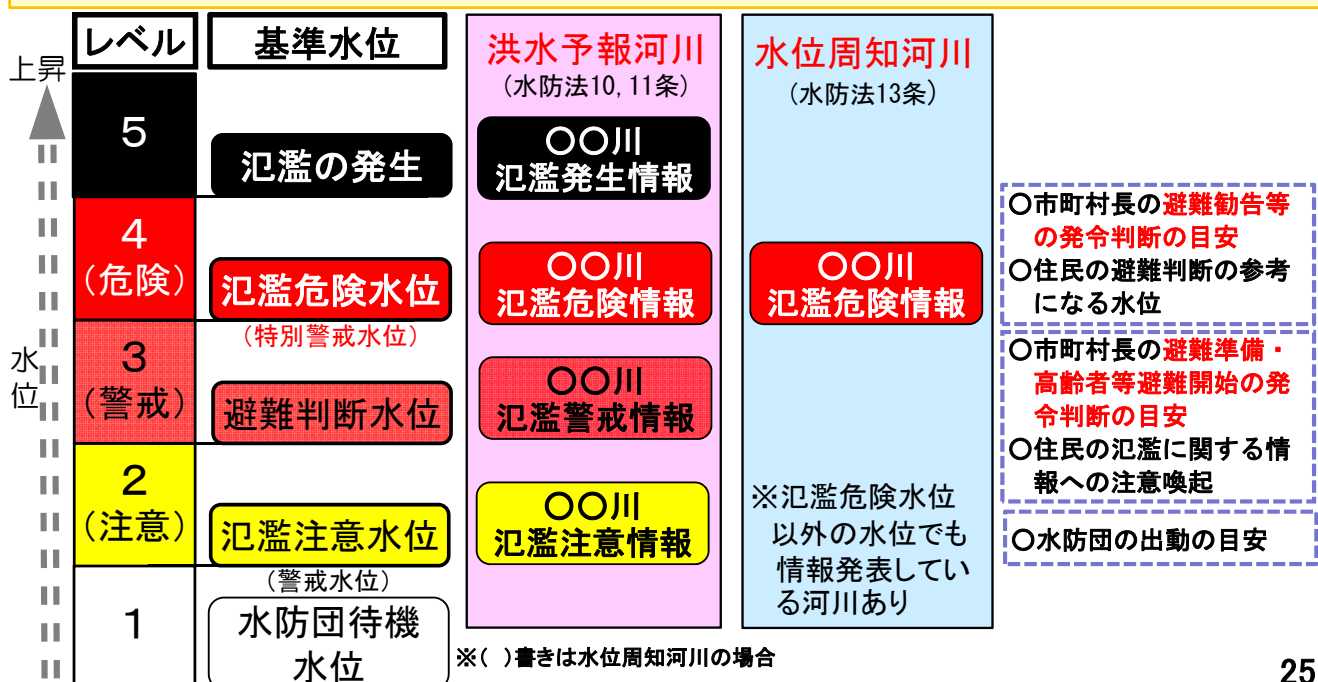 上昇
水位
レベル
基準水位
洪水予報河川
(水防法10,11条)
水位周知河川
(水防法13条)
5
氾濫の発生
〇〇川
氾濫発生情報
4
(危険)
氾濫危険水位
(特別警戒水位)
〇〇川
氾濫危険情報
〇〇川
氾濫危険情報
〇市町村長の避難勧告等
の発令判断の目安
〇住民の避難判断の参考
になる水位
3
(警戒)
避難判断水位
〇〇川
氾濫警戒情報
〇市町村長の避難準備・
高齢者等避難開始の発
令判断の目安
〇住民の氾濫に関する情
報への注意喚起
2
(注意)
氾濫注意水位
(警戒水位)
〇〇川
氾濫注意情報
※氾濫危険水位
以外の水位でも
情報発表してい
る河川あり
〇水防団の出動の目安
1
水防団待機
水位
※( )書きは水位周知河川の場合
25